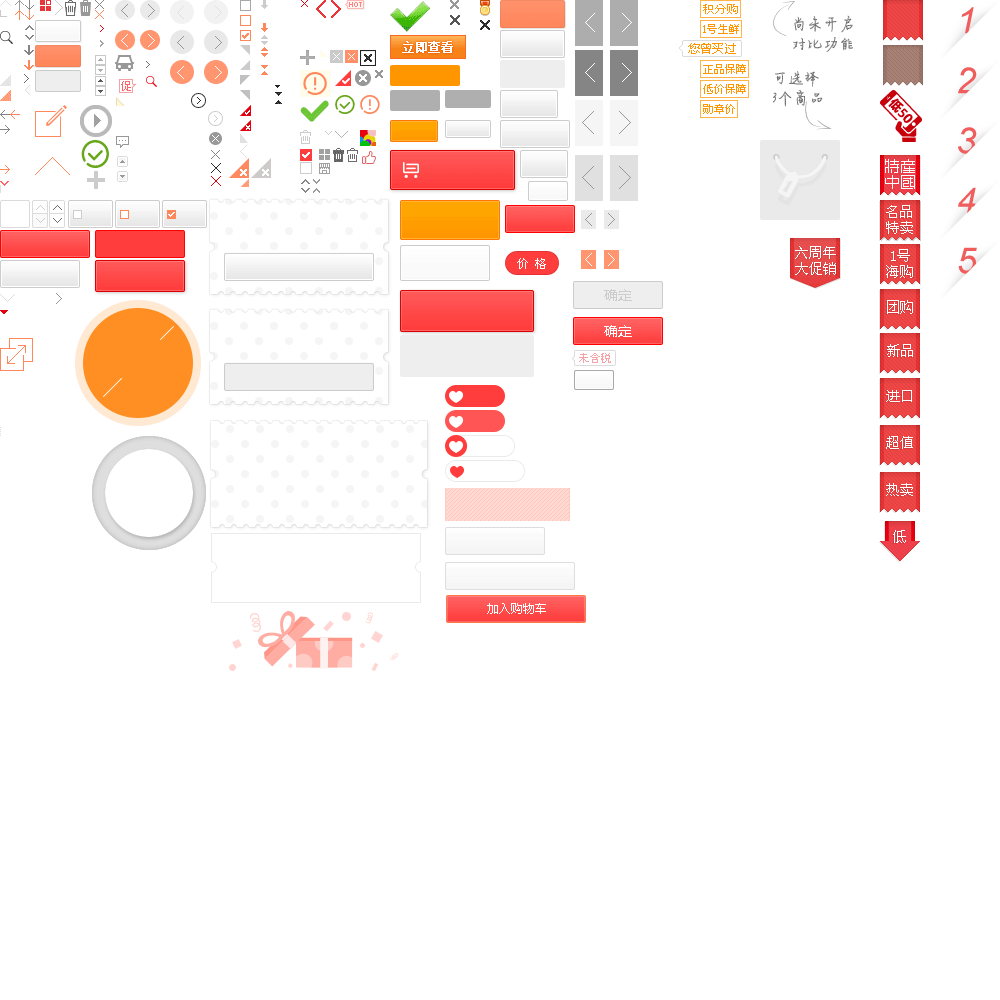 HOT
立即查看
促
价 格
确定
确定
未含税
加入购物车
积分购
1号生鲜
您曾买过
正品保障
低价保障
勋章价
尚未开启
对比功能
可选择
3个商品
六周年
大促销
低50
特産
中國
名品
特卖
1号
海购
团购
新品
进口
超值
热卖
低
1
2
3
4
5